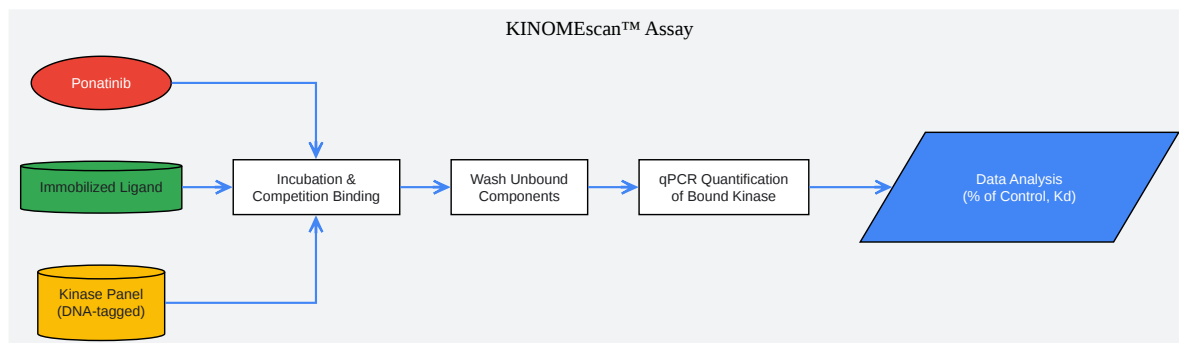 KINOMEscan™ Assay
Ponatinib
Immobilized Ligand
Kinase Panel
(DNA-tagged)
Incubation &
Competition Binding
Wash Unbound
Components
qPCR Quantification
of Bound Kinase
Data Analysis
(% of Control, Kd)